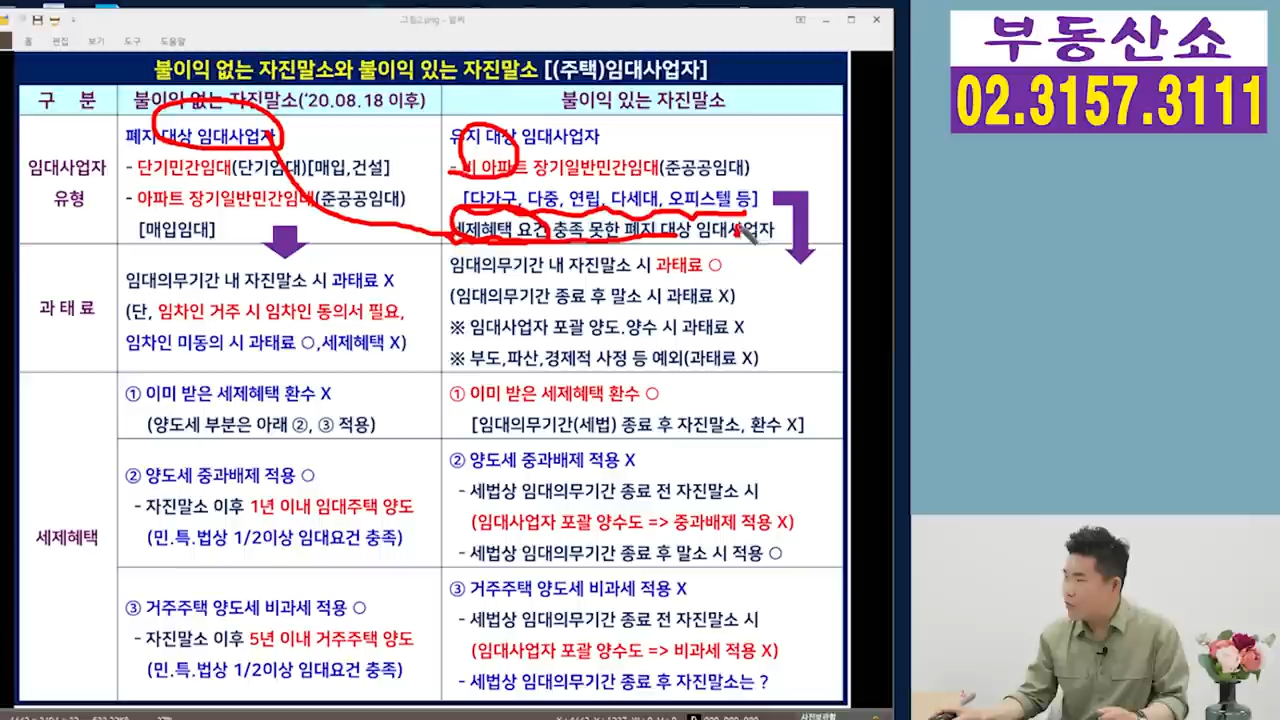 그림2.png - 알씨
홈 편집 보기 도구 도움말
부동산쇼
02.3157.3111
불이익 없는 자진말소와 불이익 있는 자진말소 [(주택)임대사업자]
구 분
불이익 없는 자진말소('20.08.18 이후)
불이익 있는 자진말소
임대사업자
유형
폐지 대상 임대사업자
- 단기민간임대(단기임대)[매입,건설]
- 아파트 장기일반민간임대(준공공임대)
[매입임대]
유지 대상 임대사업자
- 비 아파트 장기일반민간임대(준공공임대)
[다가구, 다중, 연립, 다세대, 오피스텔 등]
세제혜택 요건 충족 못한 폐지 대상 임대사업자
과 태 료
임대의무기간 내 자진말소 시 과태료 X
(단, 임차인 거주 시 임차인 동의서 필요,
임차인 미동의 시 과태료 ○,세제혜택 X)
임대의무기간 내 자진말소 시 과태료 ○
(임대의무기간 종료 후 말소 시 과태료 X)
※ 임대사업자 포괄 양도.양수 시 과태료 X
※ 부도,파산,경제적 사정 등 예외(과태료 X)
세제혜택
① 이미 받은 세제혜택 환수 X
(양도세 부분은 아래 ②, ③ 적용)
① 이미 받은 세제혜택 환수 ○
[임대의무기간(세법) 종료 후 자진말소, 환수 X]
② 양도세 중과배제 적용 ○
- 자진말소 이후 1년 이내 임대주택 양도
(민.특.법상 1/2이상 임대요건 충족)
② 양도세 중과배제 적용 X
- 세법상 임대의무기간 종료 전 자진말소 시
(임대사업자 포괄 양수도 => 중과배제 적용 X)
- 세법상 임대의무기간 종료 후 말소 시 적용 ○
③ 거주주택 양도세 비과세 적용 ○
- 자진말소 이후 5년 이내 거주주택 양도
(민.특.법상 1/2이상 임대요건 충족)
③ 거주주택 양도세 비과세 적용 X
- 세법상 임대의무기간 종료 전 자진말소 시
(임대사업자 포괄 양수도 => 비과세 적용 X)
- 세법상 임대의무기간 종료 후 자진말소는 ?